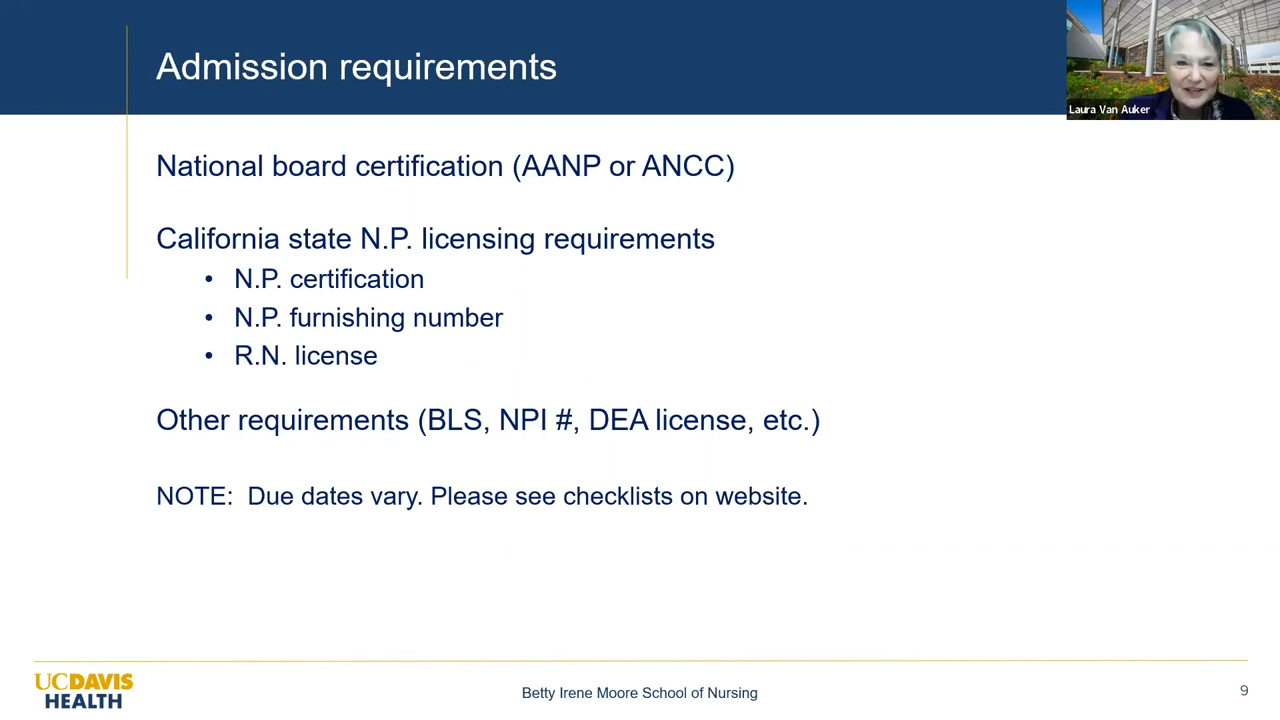 Admission requirements
Laura Van Auker
National board certification (AANP or ANCC)
California state N.P. licensing requirements
• N.P. certification
• N.P. furnishing number
• R.N. license
Other requirements (BLS, NPI #, DEA license, etc.)
NOTE:  Due dates vary. Please see checklists on website.
UCDAVIS
HEALTH
Betty Irene Moore School of Nursing
9